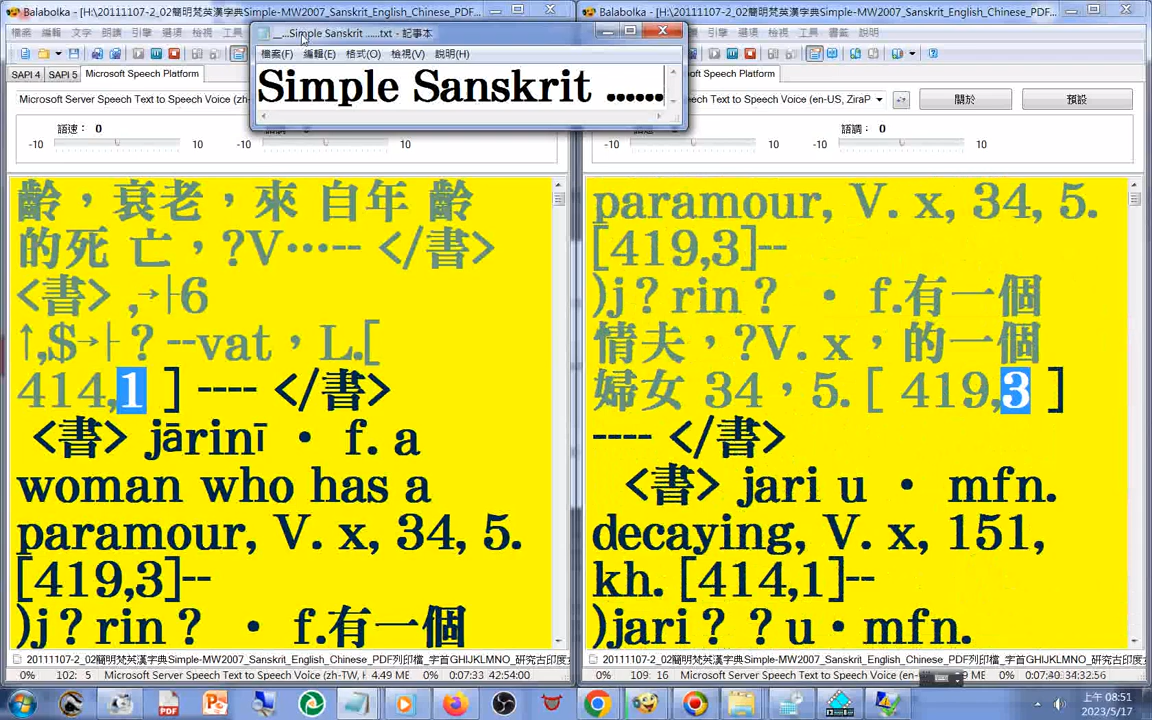 Balabolka - [H:\20111107-2_02簡明梵英漢字典Simple-MW2007_Sanskrit_English_Chinese_PDF...
Balabolka - [H:\20111107-2_02簡明梵英漢字典Simple-MW2007_Sanskrit_English_Chinese_PDF...
__...Simple Sanskrit ......txt - 記事本
檔案(F) 編輯(E) 格式(O) 檢視(V) 說明(H)
Simple Sanskrit ......
檔案 編輯 文字 朗讀
書籤 說明
SAPI 4 SAPI 5 Microsoft Speech Platform
Speech Platform
Microsoft Server Speech Text to Speech Voice (zh-
ech Text to Speech Voice (en-US, ZiraP
關於 預設
語速： 0
語調： 0
-10 10 10
-10 10 -10 10
齡，衰老，來 自年 齡
的死 亡，?V…-- </書>
<書> ,→├6
↑,$→├？--vat，L.[
414,1 ] ---- </書>
<書> jārinī • f. a
woman who has a
paramour, V. x, 34, 5.
[419,3]--
)j？rin？ • f.有一個
paramour, V. x, 34, 5.
[419,3]--
)j？rin？ • f.有一個
情夫，?V. x，的一個
婦女 34，5. [ 419,3 ]
---- </書>
<書> jari u • mfn.
decaying, V. x, 151,
kh. [414,1]--
)jari？？u•mfn.
20111107-2_02簡明梵英漢字典Simple-MW2007_Sanskrit_English_Chinese_PDF列印檔_字首GHIJKLMNO_研究古印度
20111107-2_02簡明梵英漢字典Simple-MW2007_Sanskrit_English_Chinese_PDF列印檔_字首GHIJKLMNO_研究古印度
0% 102: 5 Microsoft Server Speech Text to Speech Voice (zh-TW, H 4.49 ME 0% 0:07:33 42:54:00
0% 109: 16 Microsoft Server Speech Text to Speech Voice (en-US ME 0% 0:07:40 34:32:56
上午 08:51
2023/5/17